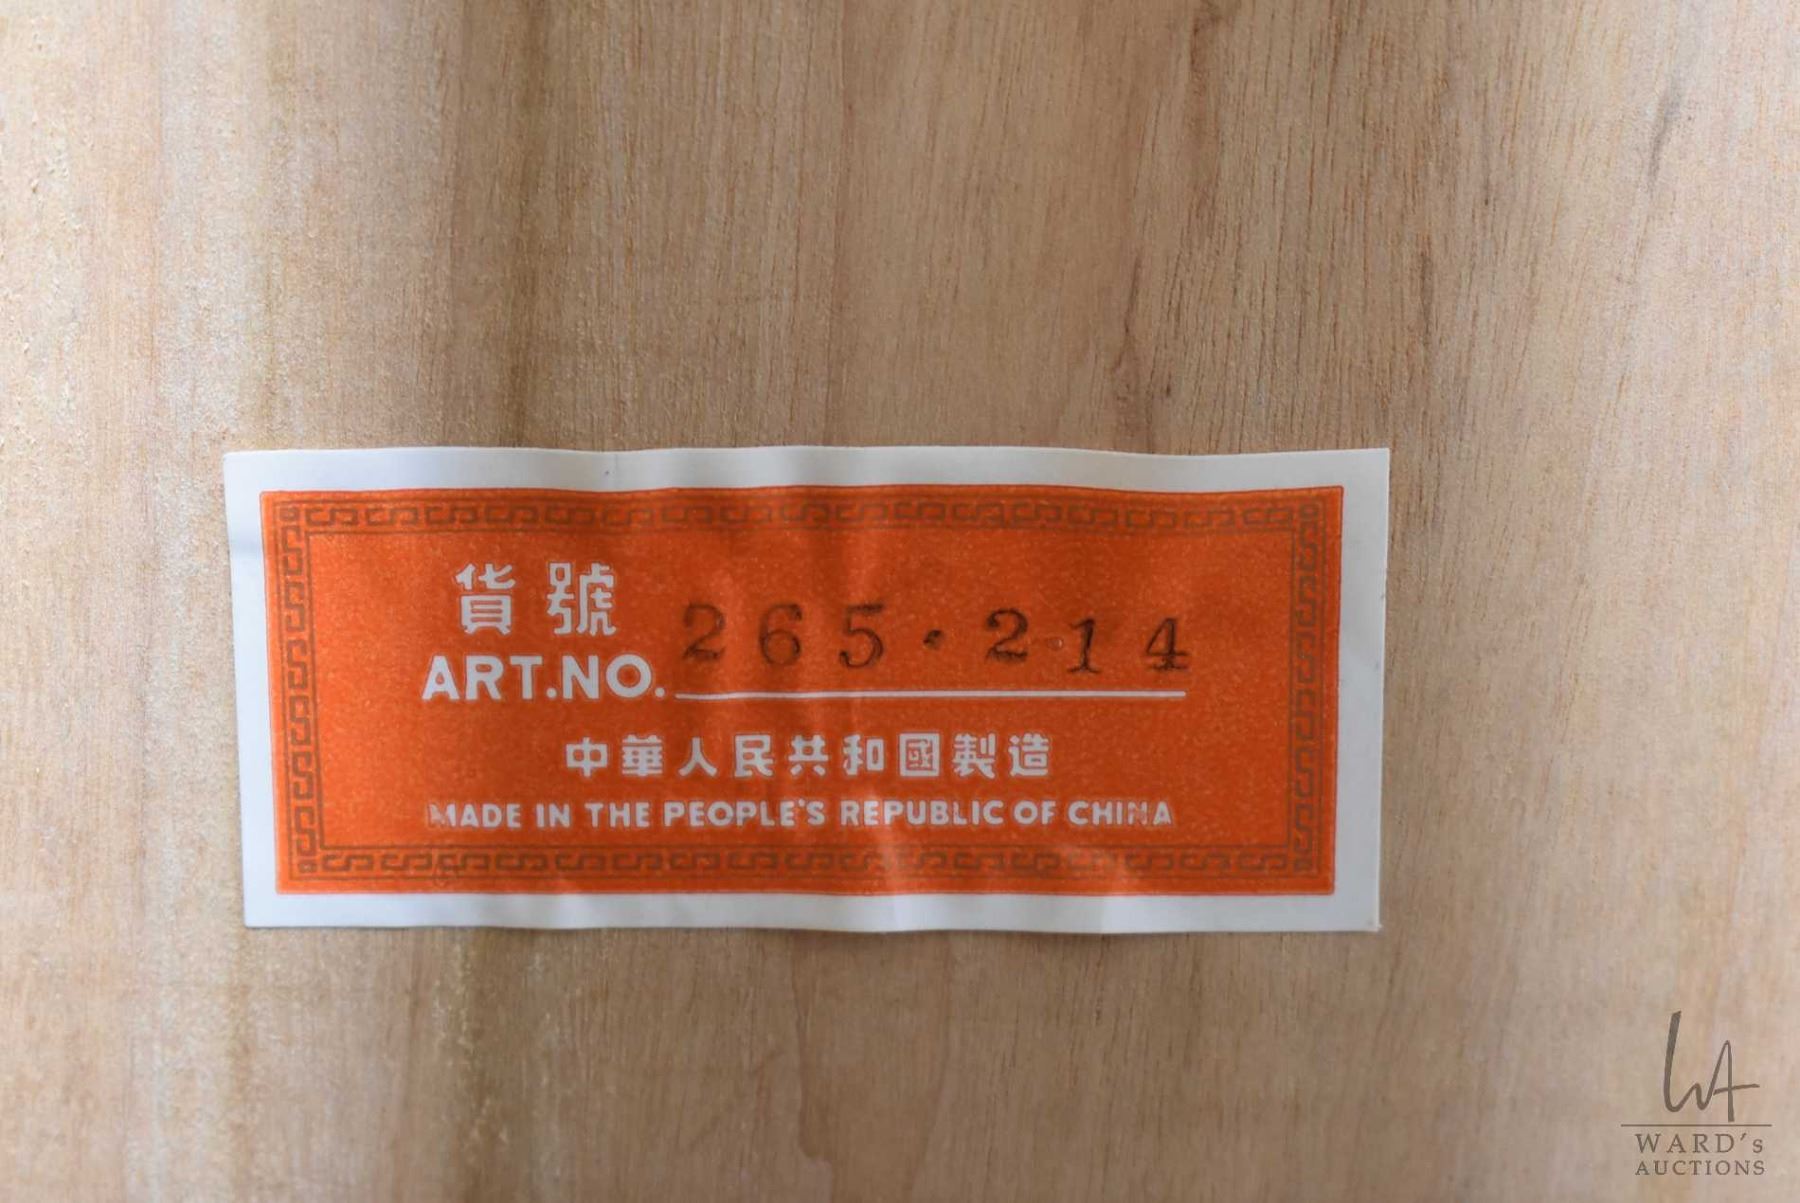 貨號
ART.NO. 265·214
中華人民共和國製造
MADE IN THE PEOPLE'S REPUBLIC OF CHINA
WA
WARD's
AUCTIONS